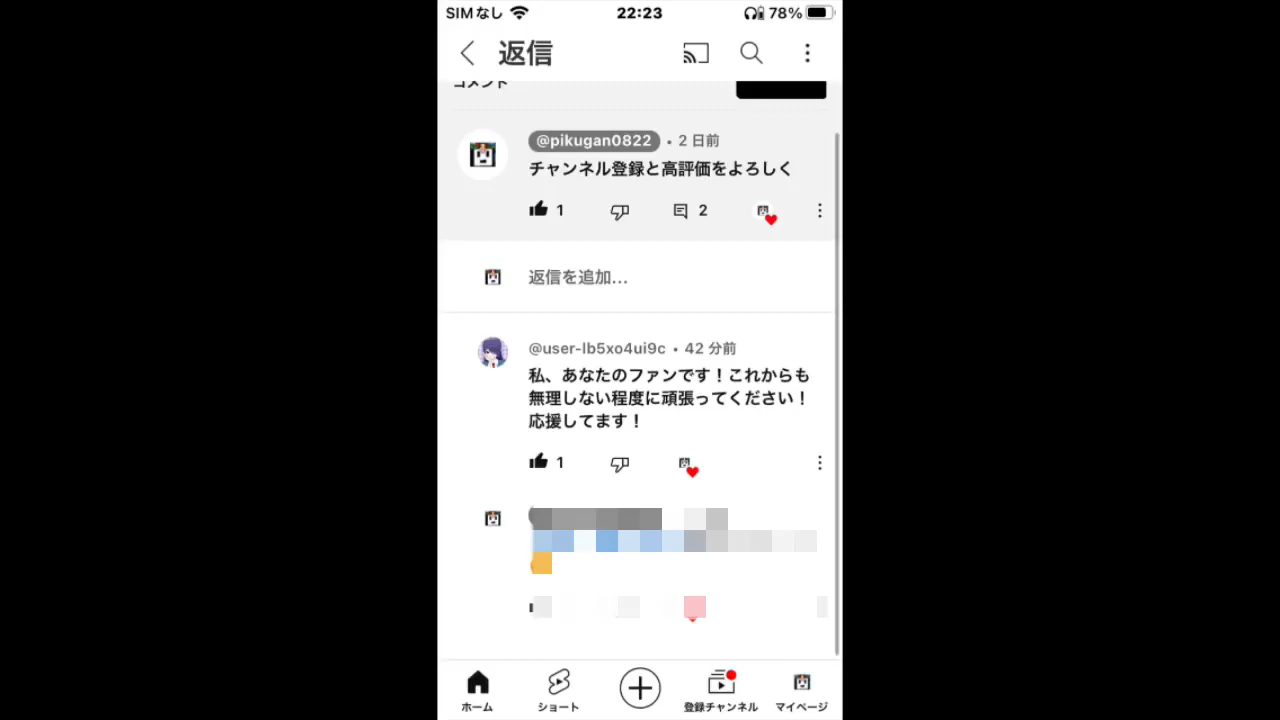 SIMなし 22:23 78%
返信
コメント
@pikugan0822 • 2 日前
チャンネル登録と高評価をよろしく
1 2
返信を追加...
@user-lb5xo4ui9c • 42 分前
私、あなたのファンです！これからも
無理しない程度に頑張ってください！
応援してます！
1
ホーム ショート 登録チャンネル マイページ